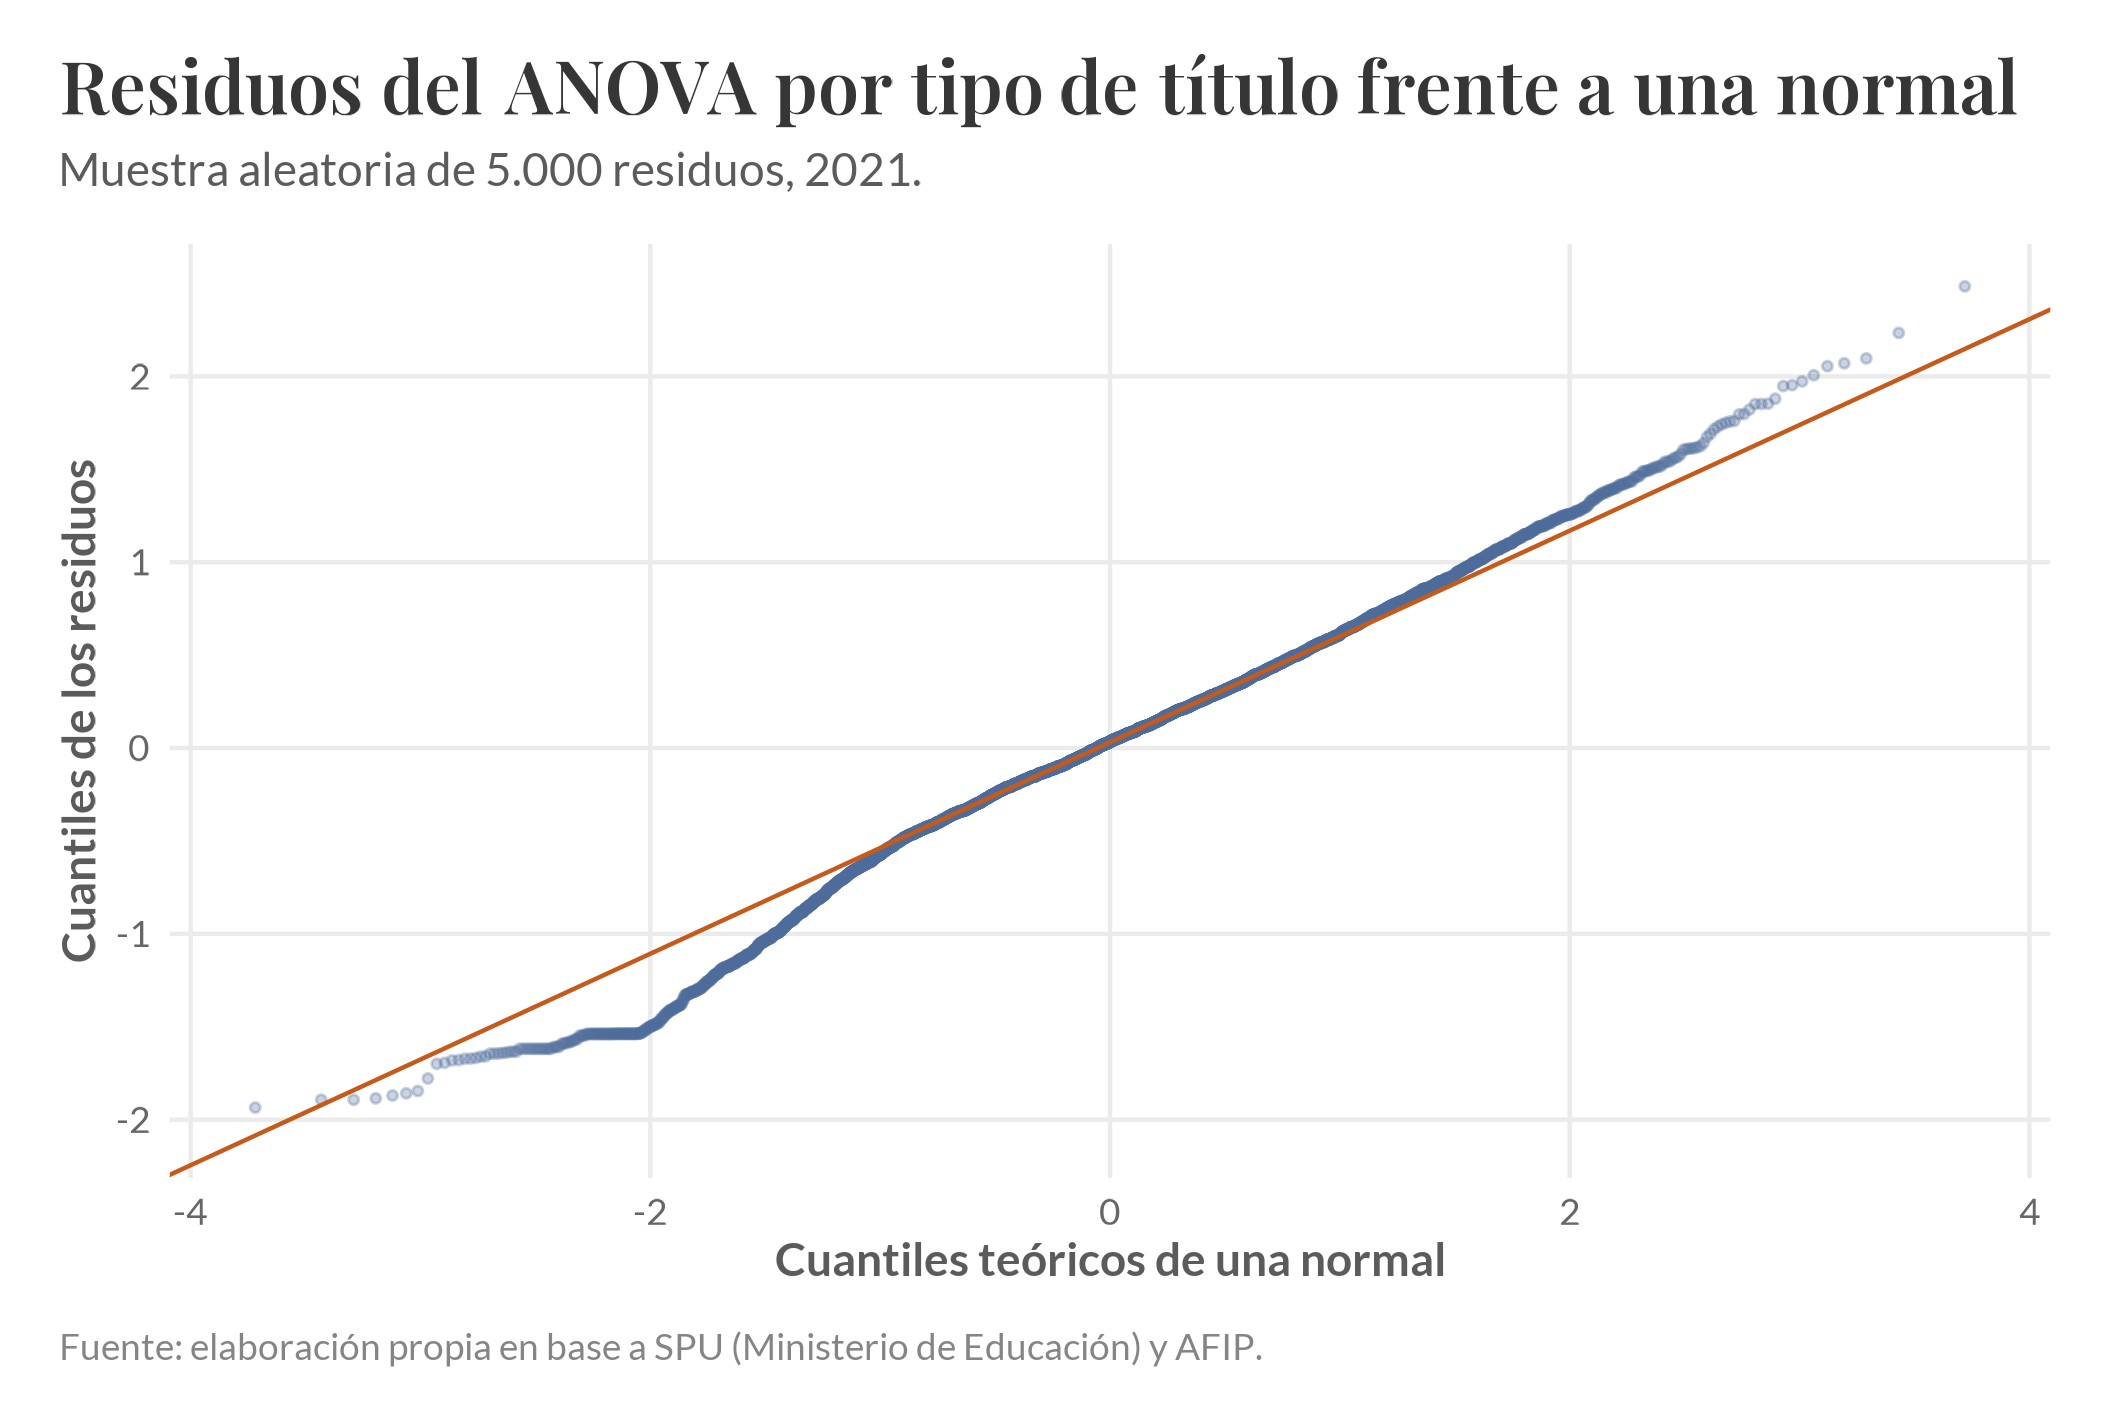 Residuos del ANOVA por tipo de título frente a una normal
Muestra aleatoria de 5.000 residuos, 2021.
Cuantiles de los residuos
2
1
0
-1
-2
-4
-2
0
2
4
Cuantiles teóricos de una normal
Fuente: elaboración propia en base a SPU (Ministerio de Educación) y AFIP.